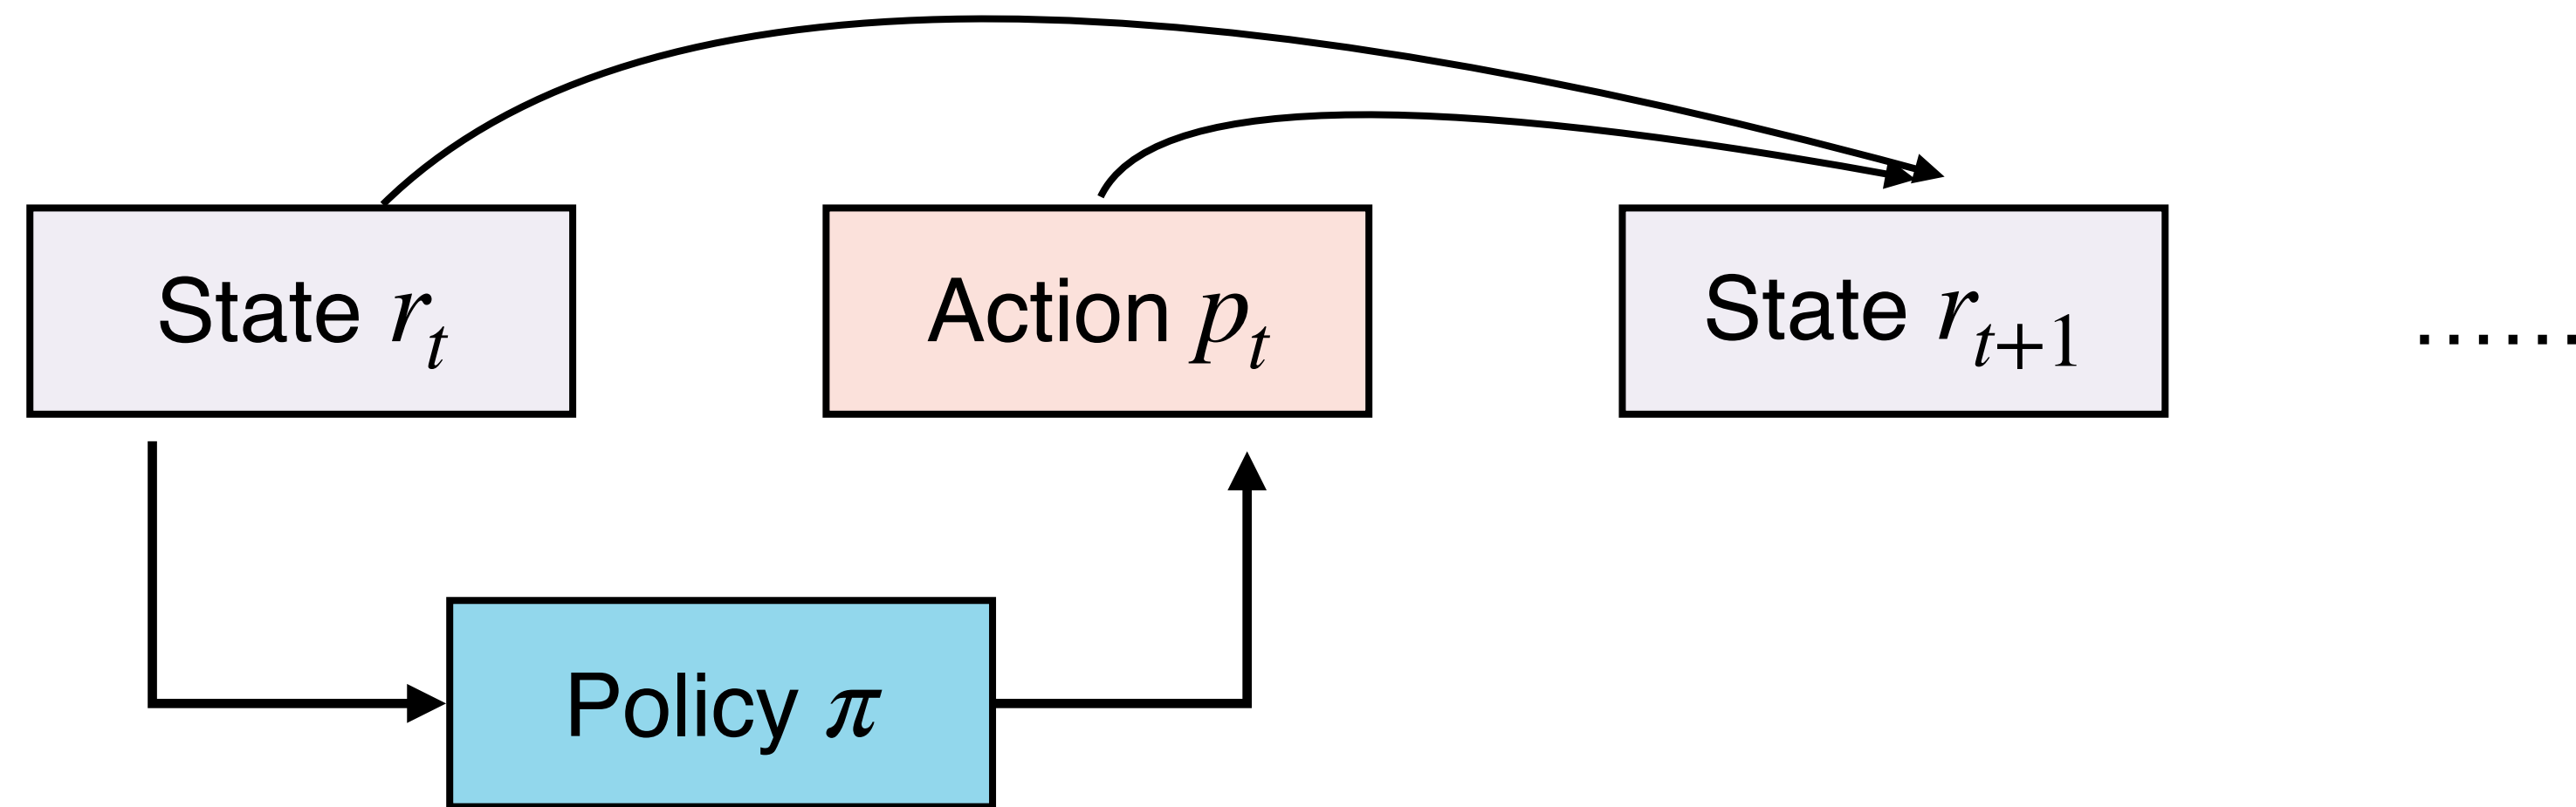 State r_t
Action p_t
State r_{t+1}
......
Policy π